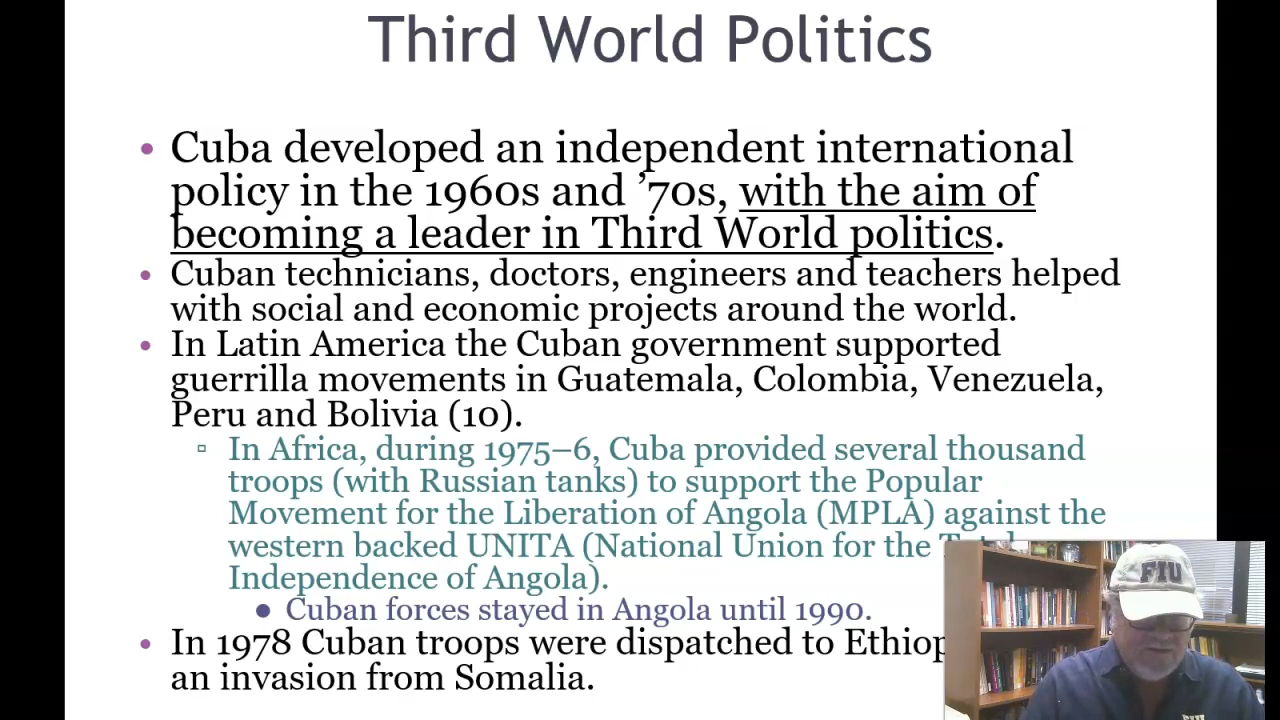 Third World Politics
• Cuba developed an independent international
policy in the 1960s and ’70s, with the aim of
becoming a leader in Third World politics.
• Cuban technicians, doctors, engineers and teachers helped
with social and economic projects around the world.
• In Latin America the Cuban government supported
guerrilla movements in Guatemala, Colombia, Venezuela,
Peru and Bolivia (10).
▫ In Africa, during 1975–6, Cuba provided several thousand
troops (with Russian tanks) to support the Popular
Movement for the Liberation of Angola (MPLA) against the
western backed UNITA (National Union for the
Independence of Angola).
● Cuban forces stayed in Angola until 1990.
• In 1978 Cuban troops were dispatched to
an invasion from Somalia.
FIU
FIU